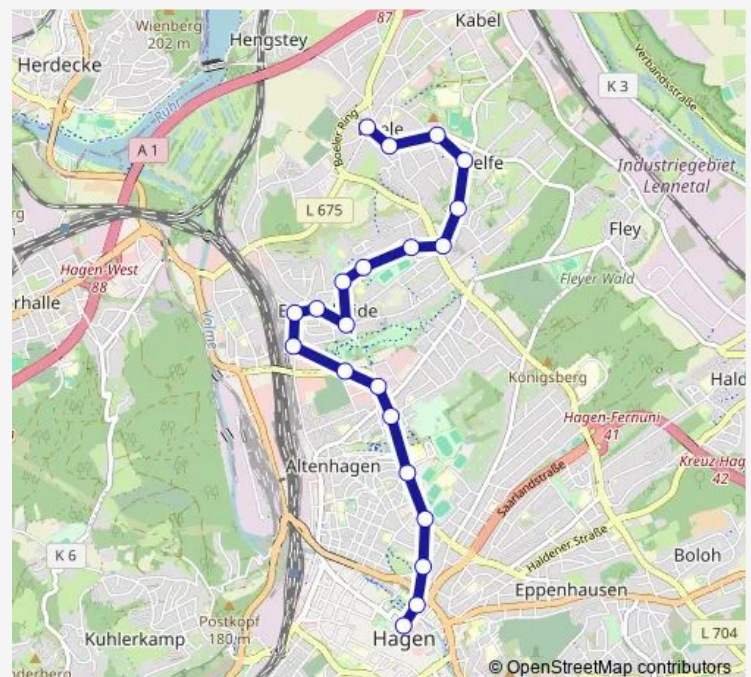 Wienberg
202 m
Hengstey
87
Kabel
Herdecke
K 3
Verbandsstraße
Ruhr
Boeler Ring
A 1
ele
elfe
Industriegebiet
Lennetal
L 675
Fley
Hagen-West
88
Fleyer Wald
erhalle
Volme
E
ide
Königsberg
Hald
Hagen-Fernuni
41
Altenhagen
Kreuz Hag
42
Saarlandstraße
Haldener Straße
K 6
Boloh
Eppenhausen
Postkopf
180 m
Kuhlerkamp
Hagen
L 704
© OpenStreetMap contributors